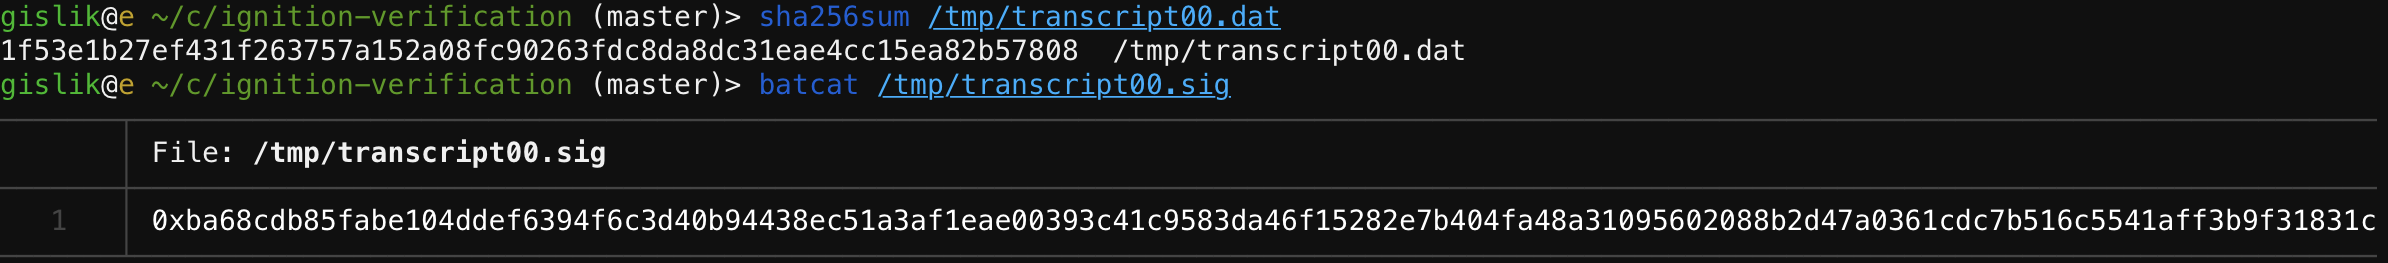 gislik@e ~/c/ignition-verification (master)> sha256sum /tmp/transcript00.dat
1f53e1b27ef431f263757a152a08fc90263fdc8da8dc31eae4cc15ea82b57808  /tmp/transcript00.dat
gislik@e ~/c/ignition-verification (master)> batcat /tmp/transcript00.sig
File: /tmp/transcript00.sig
1 0xba68cdb85fabe104ddef6394f6c3d40b94438ec51a3af1eae00393c41c9583da46f15282e7b404fa48a31095602088b2d47a0361cdc7b516c5541aff3b9f31831c